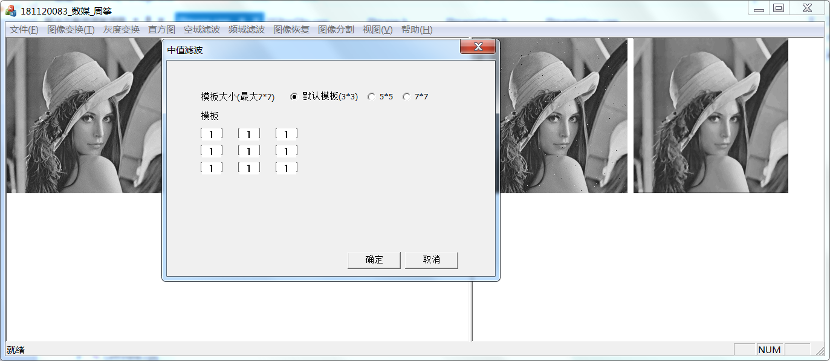 181120083_数媒_周筝
文件(F) 图像变换(T) 灰度变换 直方图 空域滤波 频域滤波 图像恢复 图像分割 视图(V) 帮助(H)
中值滤波
模板大小(最大7*7) 默认模板(3*3) 5*5 7*7
模板
1 1 1
1 1 1
1 1 1
确定 取消
就绪 NUM